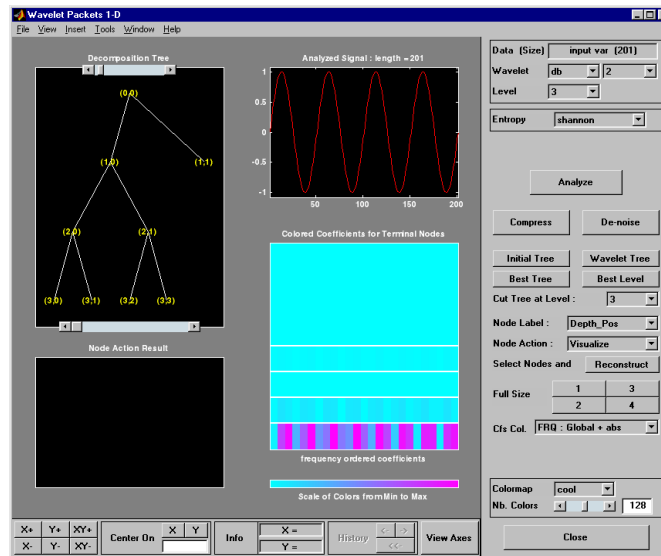 Wavelet Packets 1-D
File View Insert Tools Window Help
Decomposition Tree
(0,0)
(1,0) (1,1)
(2,0) (2,1)
(3,0) (3,1) (3,2) (3,3)
Node Action Result
Analyzed Signal : length = 201
1
0.5
0
-0.5
-1
50 100 150 200
Colored Coefficients for Terminal Nodes
frequency ordered coefficients
Scale of Colors from Min to Max
Data (Size) input var (201)
Wavelet db 2
Level 3
Entropy shannon
Analyze
Compress De-noise
Initial Tree Wavelet Tree
Best Tree Best Level
Cut Tree at Level : 3
Node Label : Depth_Pos
Node Action : Visualize
Select Nodes and Reconstruct
Full Size 1 3
2 4
Cfs Col. FRQ : Global + abs
Colormap cool
Nb. Colors 128
Close
X+ Y+ XY+
X- Y- XY-
Center On X Y
Info X =
Y =
History <- ->
<<-
View Axes